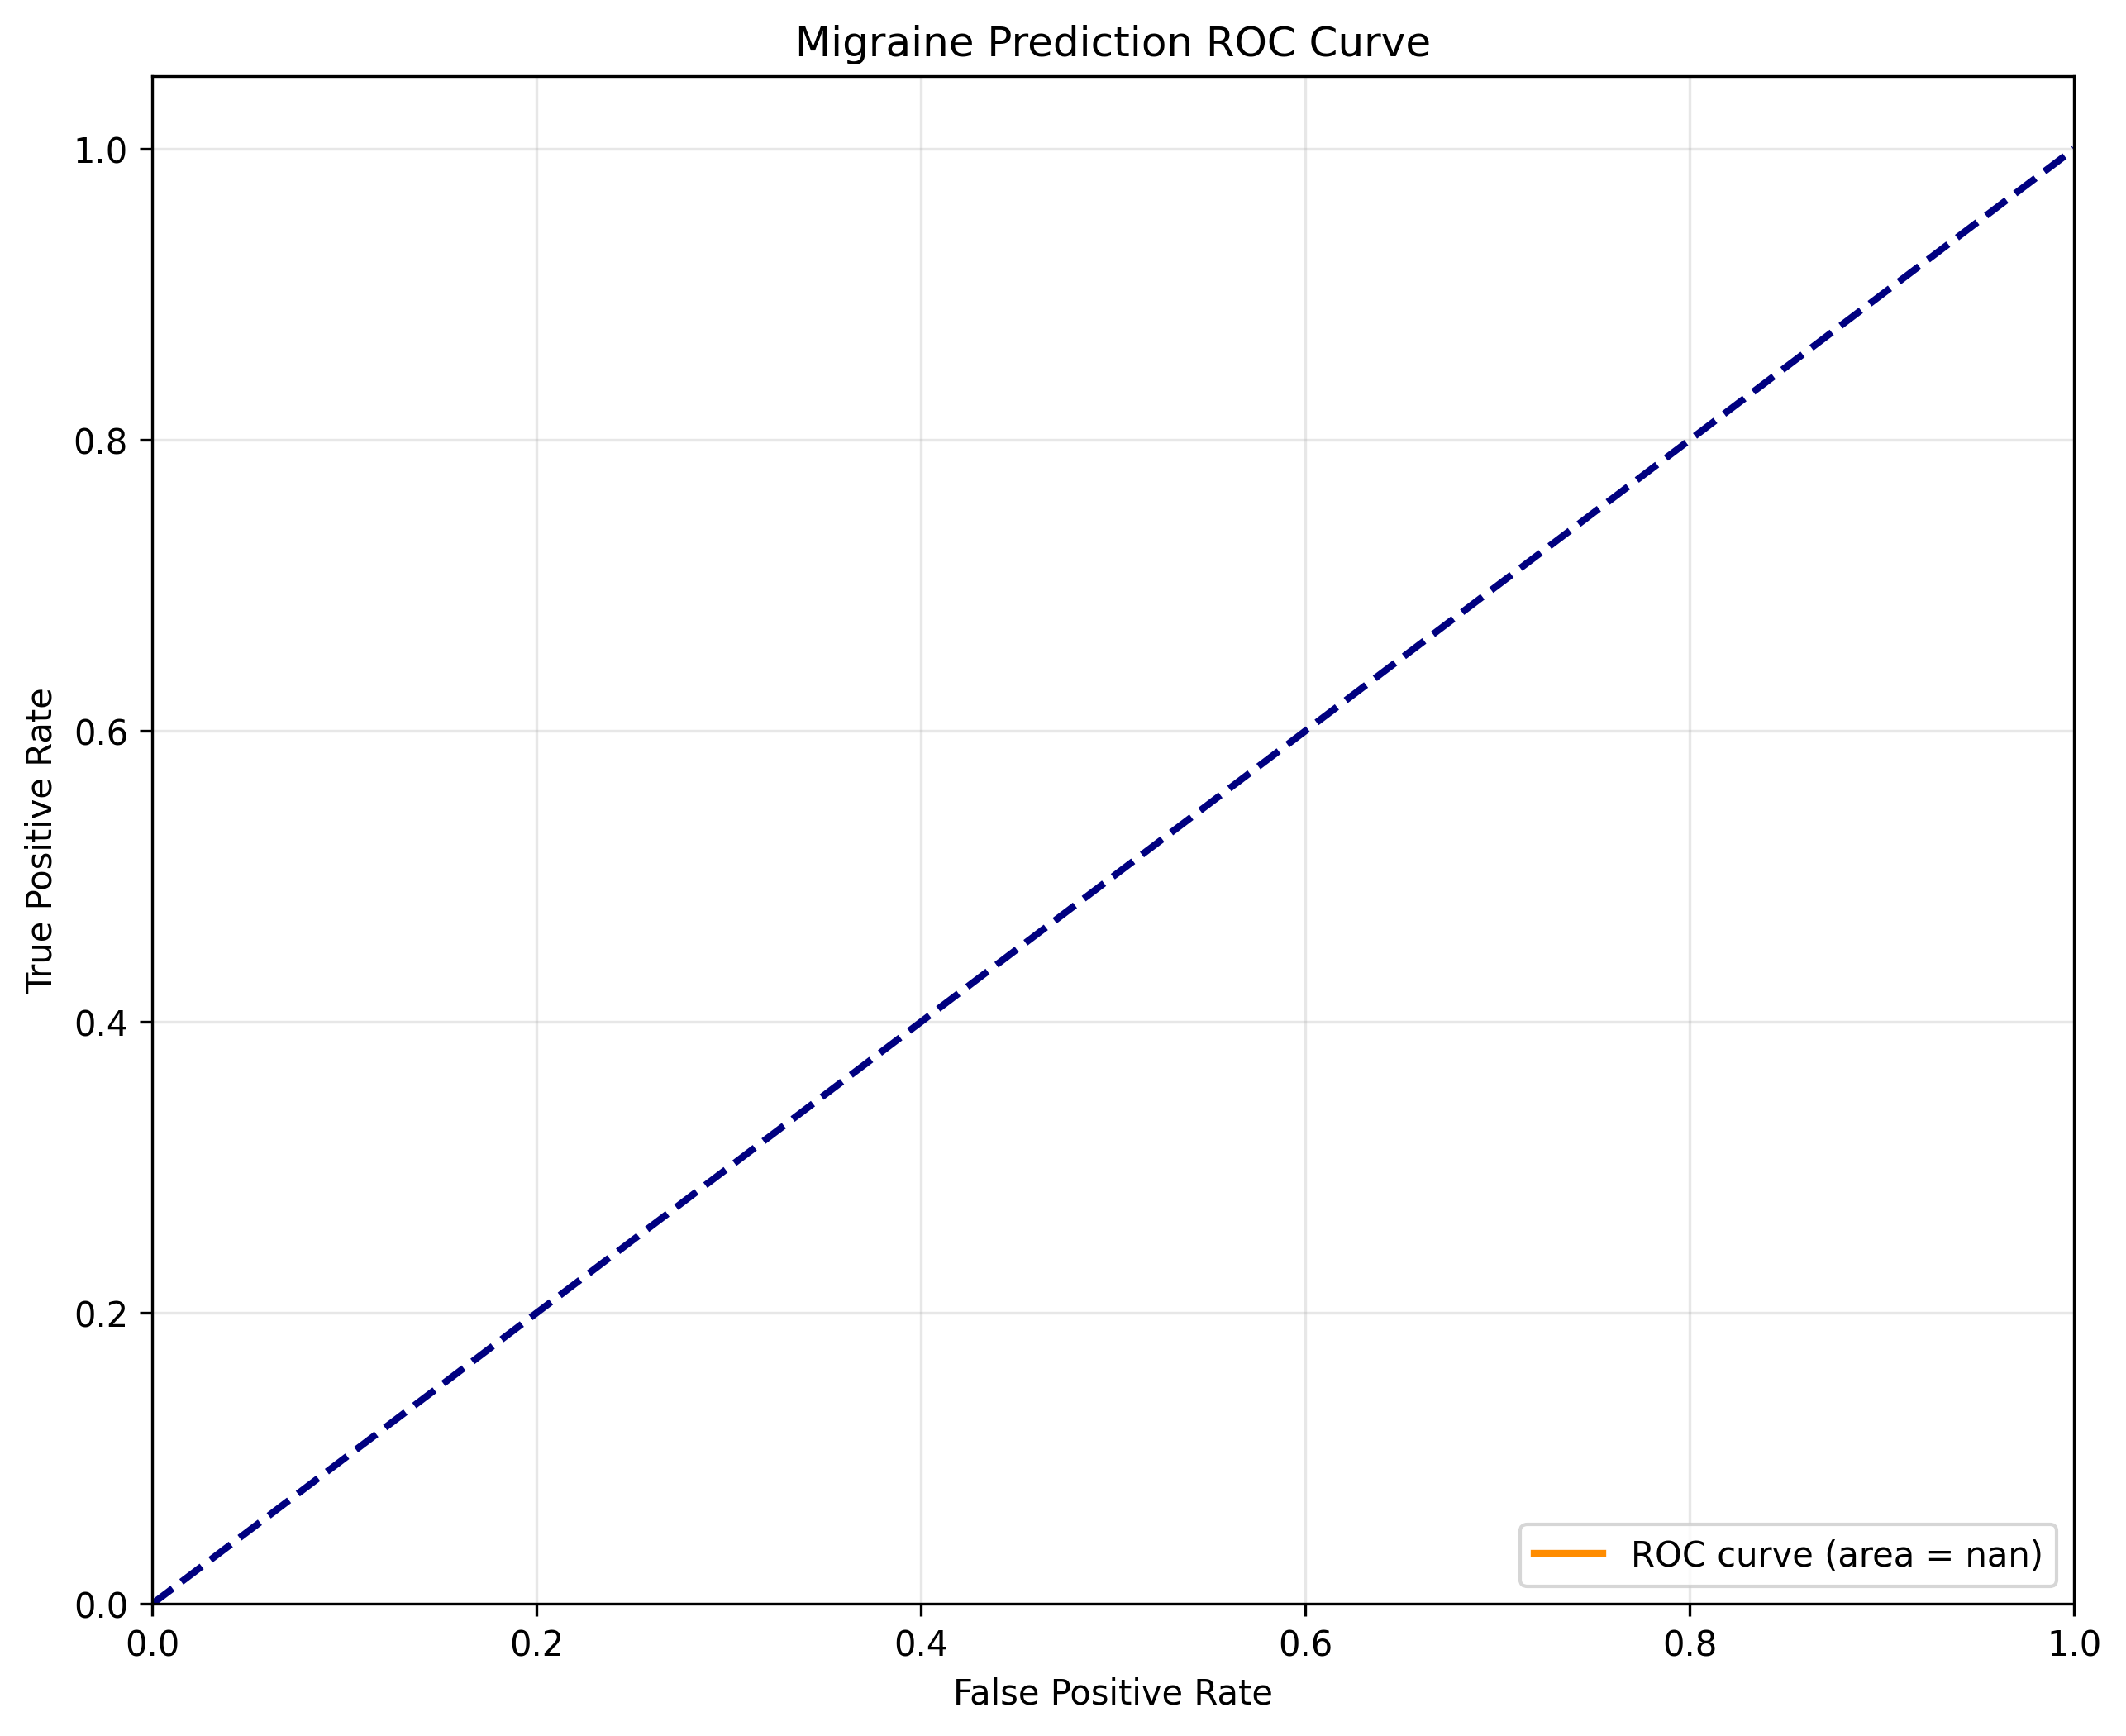 Migraine Prediction ROC Curve
True Positive Rate
1.0
0.8
0.6
0.4
0.2
0.0
ROC curve (area = nan)
0.0 0.2 0.4 0.6 0.8 1.0
False Positive Rate